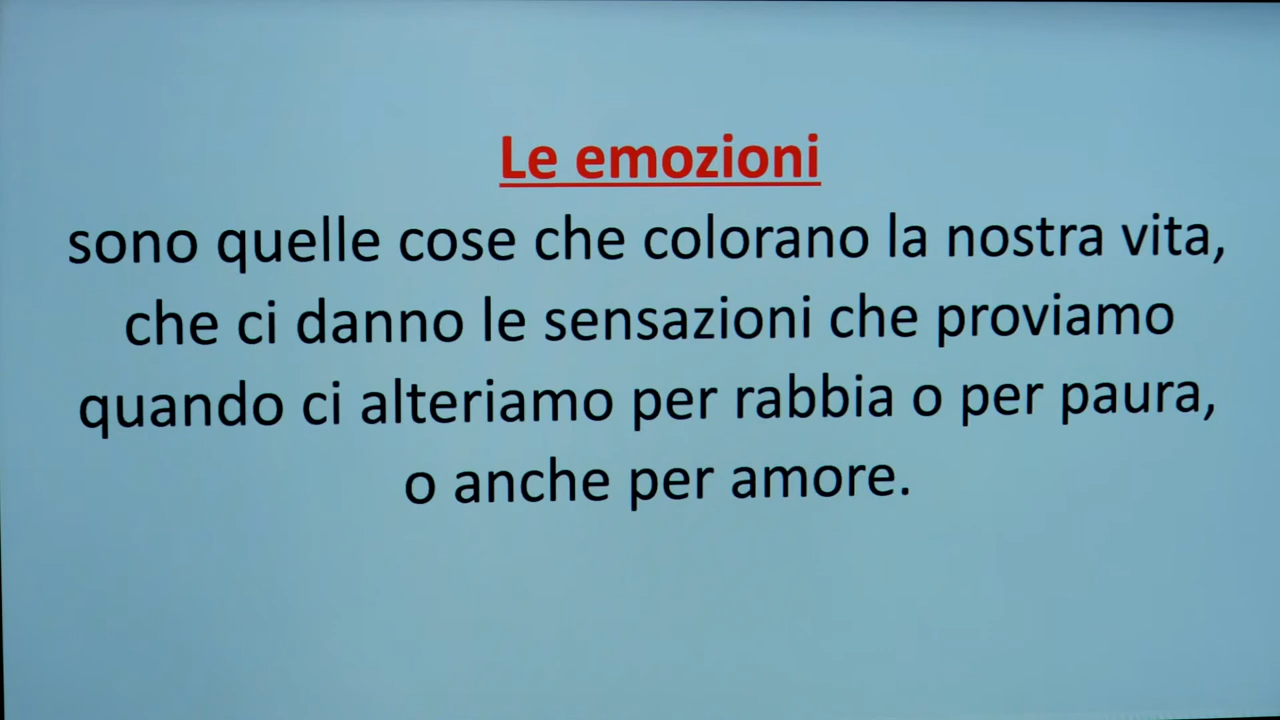 Le emozioni
sono quelle cose che colorano la nostra vita,
che ci danno le sensazioni che proviamo
quando ci alteriamo per rabbia o per paura,
o anche per amore.